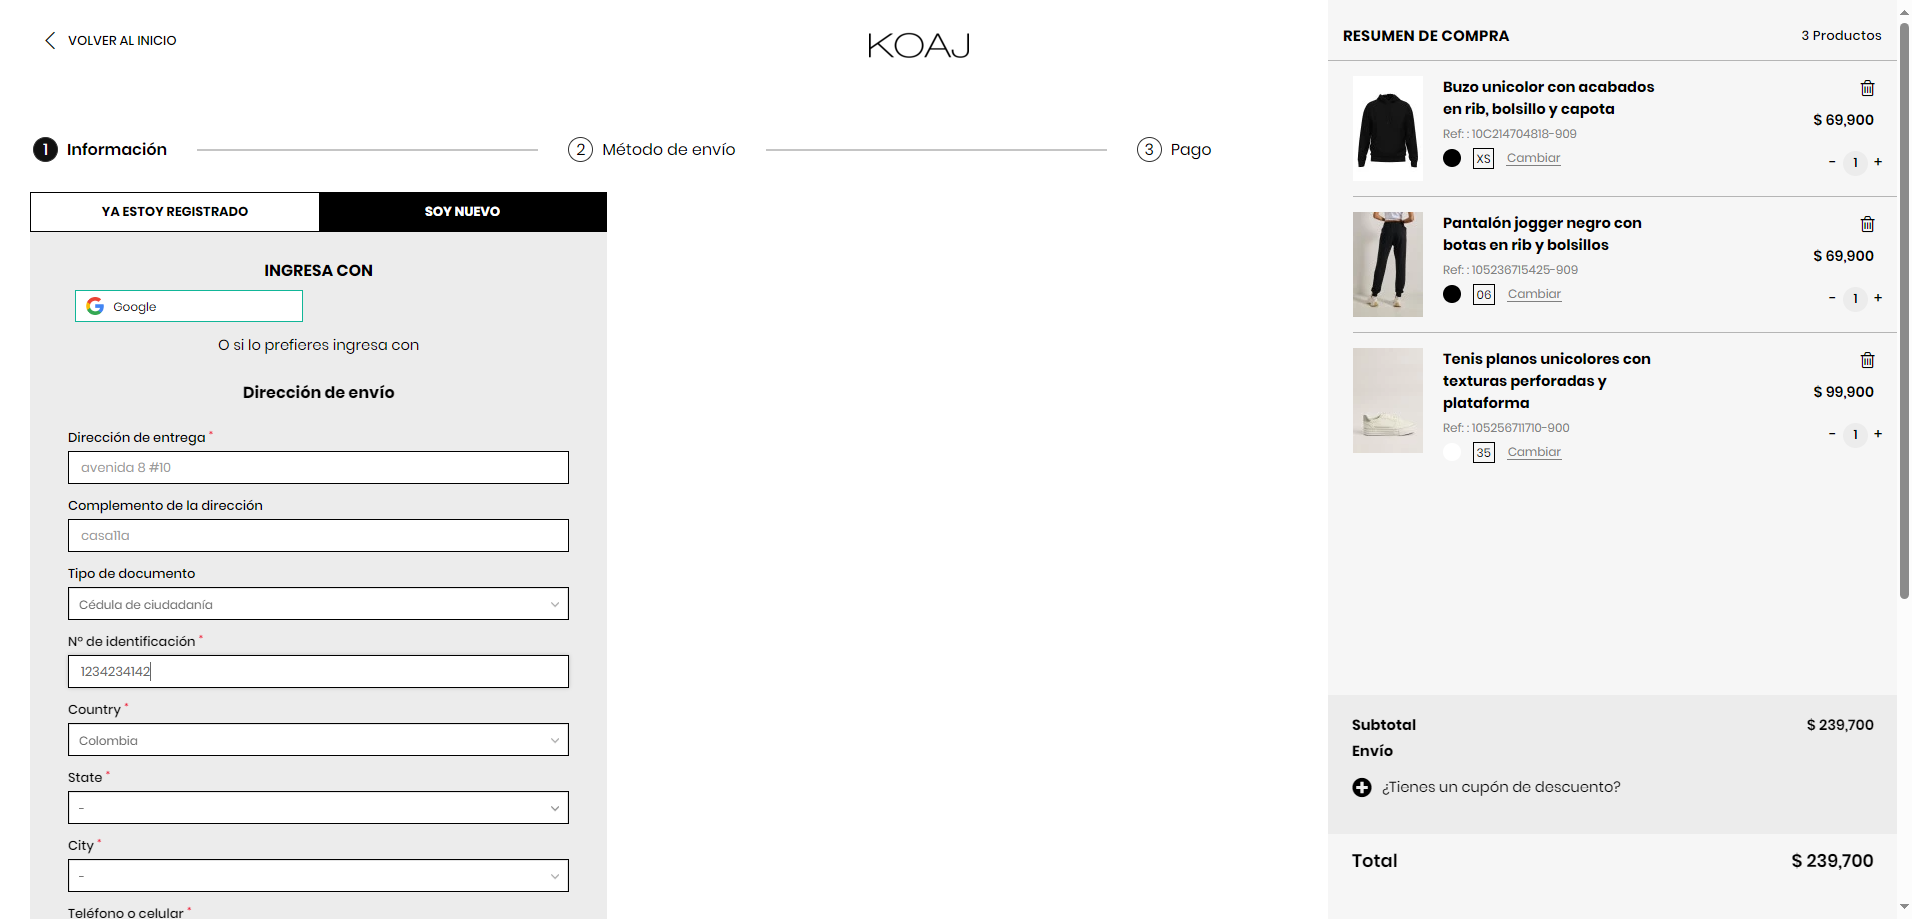 VOLVER AL INICIO
KOAJ
1 Información
2 Método de envío
3 Pago
YA ESTOY REGISTRADO
SOY NUEVO
INGRESA CON
Google
O si lo prefieres ingresa con
Dirección de envío
Dirección de entrega *
avenida 8 #10
Complemento de la dirección
casa11a
Tipo de documento
Cédula de ciudadanía
Nº de identificación *
1234234142
Country *
Colombia
State *
-
City *
-
Teléfono o celular *
RESUMEN DE COMPRA
3 Productos
Buzo unicolor con acabados
en rib, bolsillo y capota
$ 69,900
Ref: : 10C214704818-909
XS Cambiar
- 1 +
Pantalón jogger negro con
botas en rib y bolsillos
$ 69,900
Ref: : 105236715425-909
06 Cambiar
- 1 +
Tenis planos unicolores con
texturas perforadas y
plataforma
$ 99,900
Ref: : 105256711710-900
35 Cambiar
- 1 +
Subtotal $ 239,700
Envío
¿Tienes un cupón de descuento?
Total $ 239,700